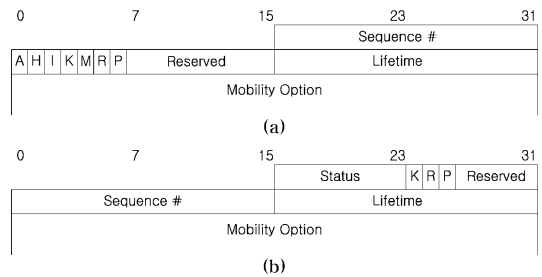 0 7 15 23 31
Sequence #
A H I K M R P Reserved Lifetime
Mobility Option
(a)
0 7 15 23 31
Status K R P Reserved
Sequence # Lifetime
Mobility Option
(b)